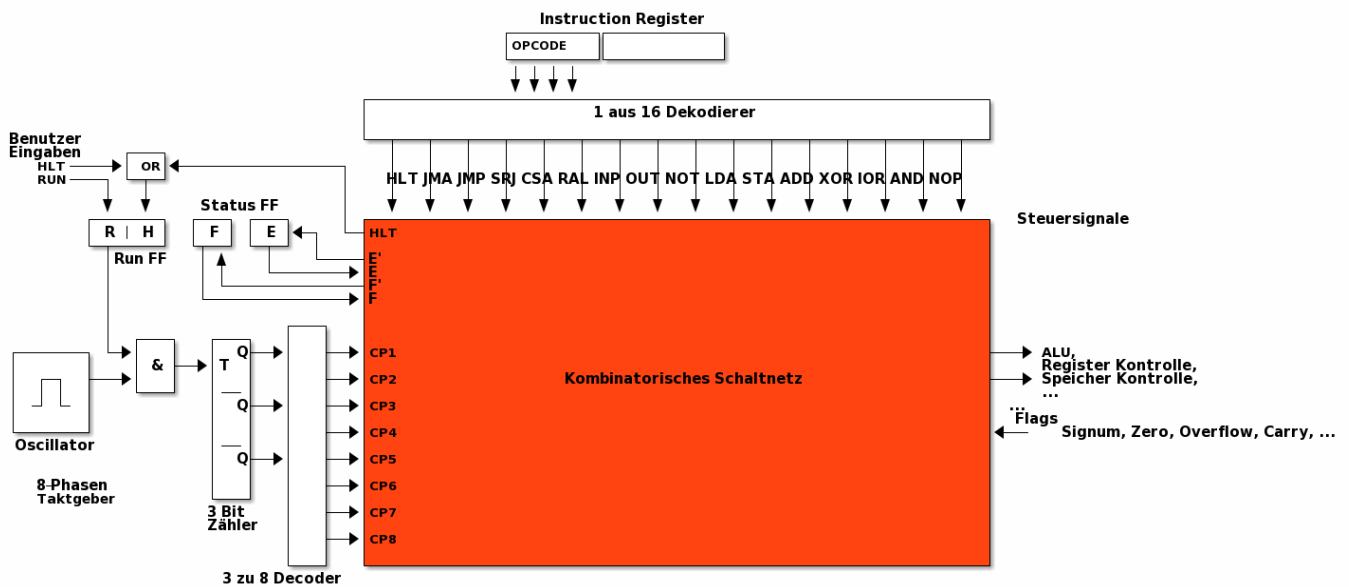 Instruction Register
OPCODE
1 aus 16 Dekodierer
Benutzer
Eingaben
HLT
RUN
OR
HLT JMA JMP SRJ CSA RAL INP OUT NOT LDA STA ADD XOR IOR AND NOP
Status FF
R | H
F
E
Run FF
HLT
E'
E
F'
F
Steuersignale
Oscillator
&
T
Q
Q
Q
8-Phasen
Taktgeber
3 Bit
Zähler
3 zu 8 Decoder
CP1
CP2
CP3
CP4
CP5
CP6
CP7
CP8
Kombinatorisches Schaltnetz
ALU,
Register Kontrolle,
Speicher Kontrolle,
...
...
Flags
Signum, Zero, Overflow, Carry, ...